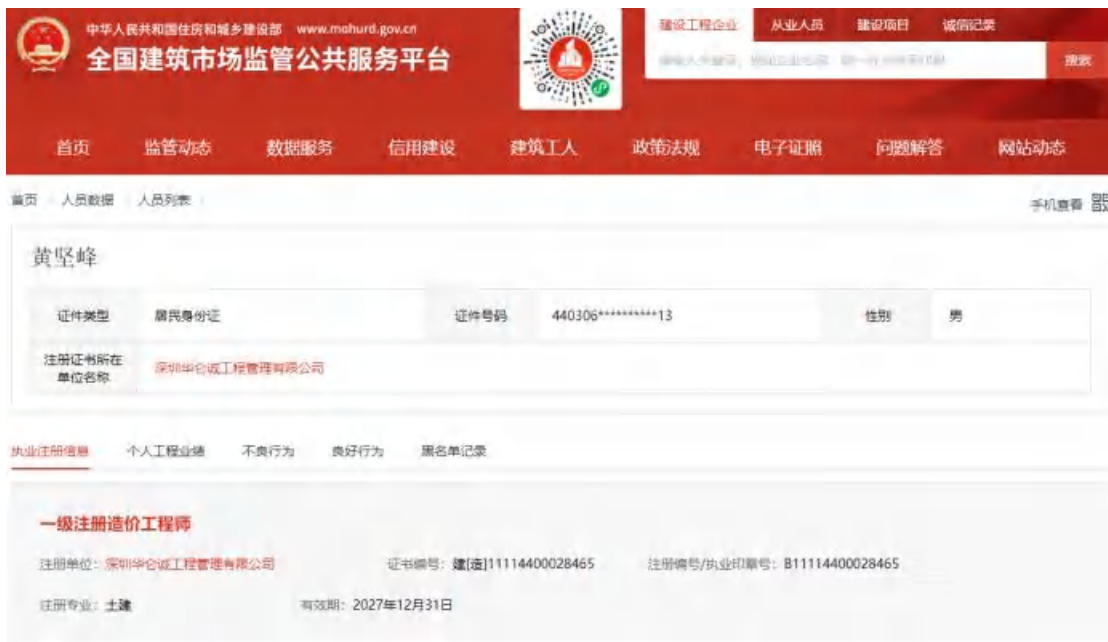 中华人民共和国住房和城乡建设部 www.mohurd.gov.cn
全国建筑市场监管公共服务平台
建设工程企业 从业人员 建设项目 诚信记录
搜索
首页 监管动态 数据服务 信用建设 建筑工人 政策法规 电子证照 问题解答 网站动态
首页 人员数据 人员列表
手机查看
黄坚峰
证件类型 居民身份证 证件号码 440306**********13 性别 男
注册证书所在
单位名称 深圳华仑诚工程管理有限公司
执业注册信息 个人工程业绩 不良行为 良好行为 黑名单记录
一级注册造价工程师
注册单位：深圳华仑诚工程管理有限公司 证书编号：建[造]11114400028465 注册编号/执业印章号：B11114400028465
注册专业：土建 有效期：2027年12月31日